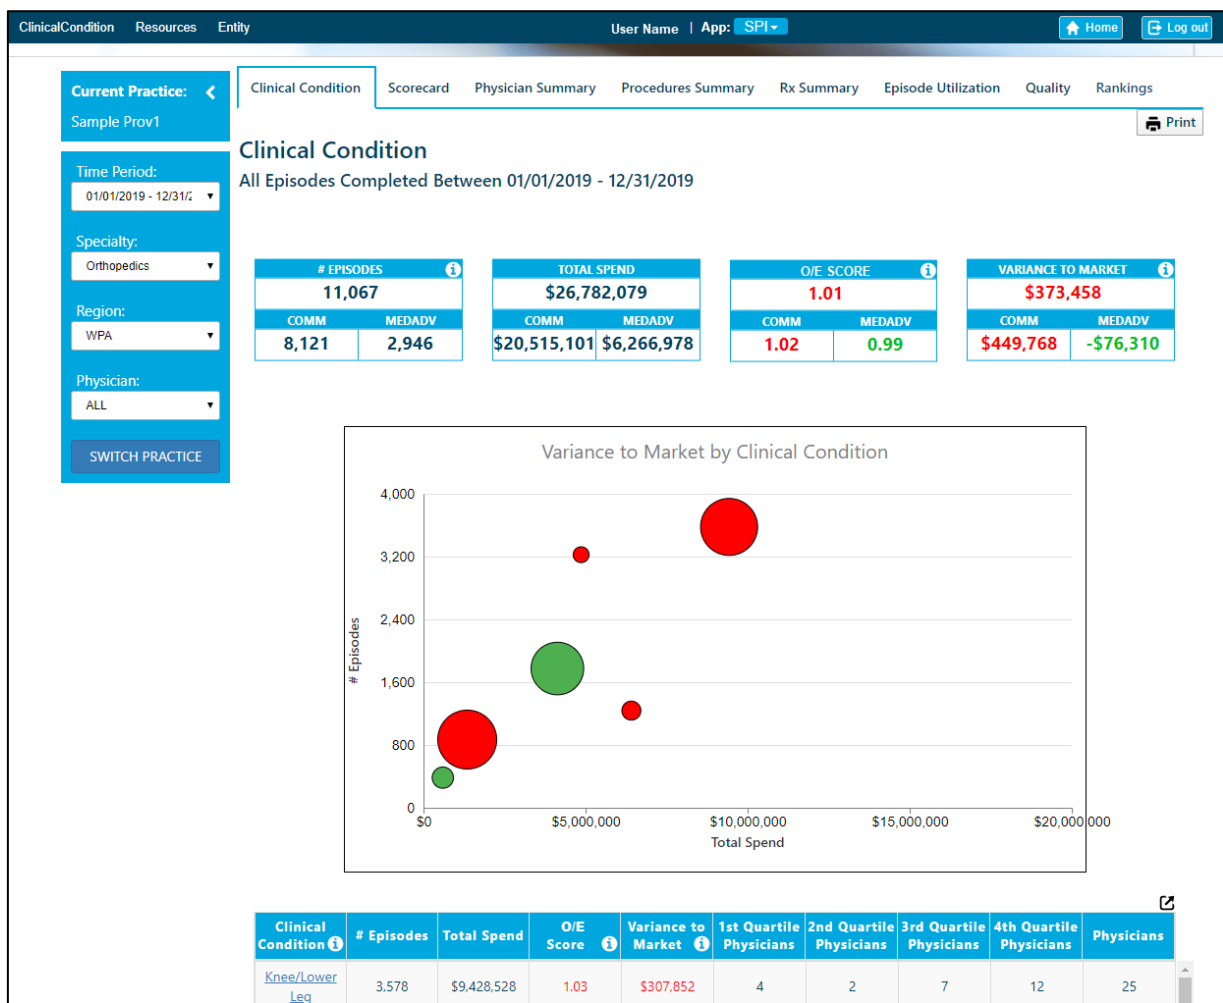 ClinicalCondition Resources Entity User Name | App: SPI Home Log out
Current Practice:
Sample Prov1
Time Period:
01/01/2019 - 12/31/2
Specialty:
Orthopedics
Region:
WPA
Physician:
ALL
SWITCH PRACTICE
Clinical Condition Scorecard Physician Summary Procedures Summary Rx Summary Episode Utilization Quality Rankings
Print
Clinical Condition
All Episodes Completed Between 01/01/2019 - 12/31/2019
# EPISODES
11,067
COMM MEDADV
8,121 2,946
TOTAL SPEND
$26,782,079
COMM MEDADV
$20,515,101 $6,266,978
O/E SCORE
1.01
COMM MEDADV
1.02 0.99
VARIANCE TO MARKET
$373,458
COMM MEDADV
$449,768 -$76,310
Variance to Market by Clinical Condition
# Episodes
4,000
3,200
2,400
1,600
800
0
$0 $5,000,000 $10,000,000 $15,000,000 $20,000,000
Total Spend
Clinical Condition # Episodes Total Spend O/E Score Variance to Market 1st Quartile Physicians 2nd Quartile Physicians 3rd Quartile Physicians 4th Quartile Physicians Physicians
Knee/Lower Leg 3,578 $9,428,528 1.03 $307,852 4 2 7 12 25